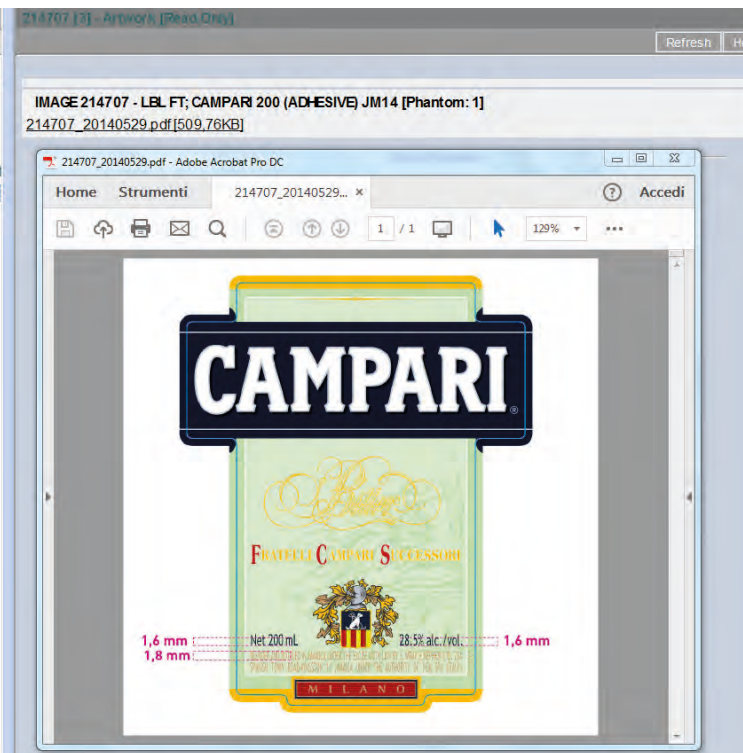 214707 [3] - Artwork [Read Only]
Refresh
IMAGE 214707 - LBL FT; CAMPARI 200 (ADHESIVE) JM14 [Phantom: 1]
214707_20140529.pdf [509,76KB]
214707_20140529.pdf - Adobe Acrobat Pro DC
Home Strumenti 214707_20140529... × ? Accedi
1 / 1 129%
CAMPARI®
FRATELLI CAMPARI SUCCESSORI
1,6 mm Net 200 mL 28.5% alc./vol. 1,6 mm
1,8 mm
MILANO